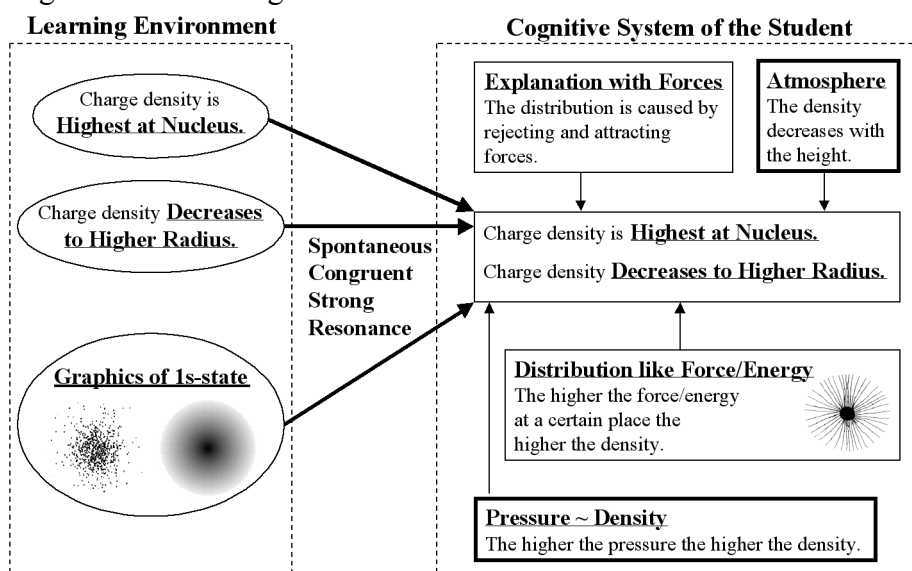 Learning Environment
Cognitive System of the Student
Charge density is
Highest at Nucleus.
Charge density Decreases
to Higher Radius.
Graphics of 1s-state
Spontaneous
Congruent
Strong
Resonance
Explanation with Forces
The distribution is caused by
rejecting and attracting
forces.
Atmosphere
The density
decreases with
the height.
Charge density is Highest at Nucleus.
Charge density Decreases to Higher Radius.
Distribution like Force/Energy
The higher the force/energy
at a certain place the
higher the density.
Pressure ~ Density
The higher the pressure the higher the density.